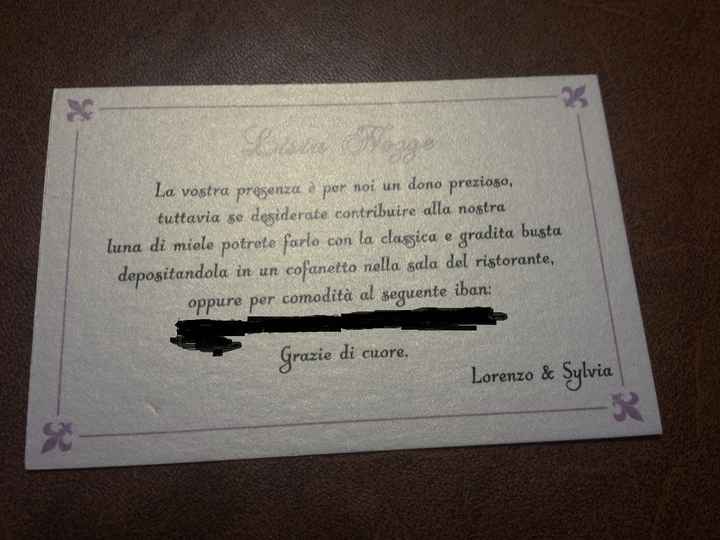 Lista Nozze
La vostra presenza è per noi un dono prezioso,
tuttavia se desiderate contribuire alla nostra
luna di miele potrete farlo con la classica e gradita busta
depositandola in un cofanetto nella sala del ristorante,
oppure per comodità al seguente iban:
Grazie di cuore.
Lorenzo & Sylvia